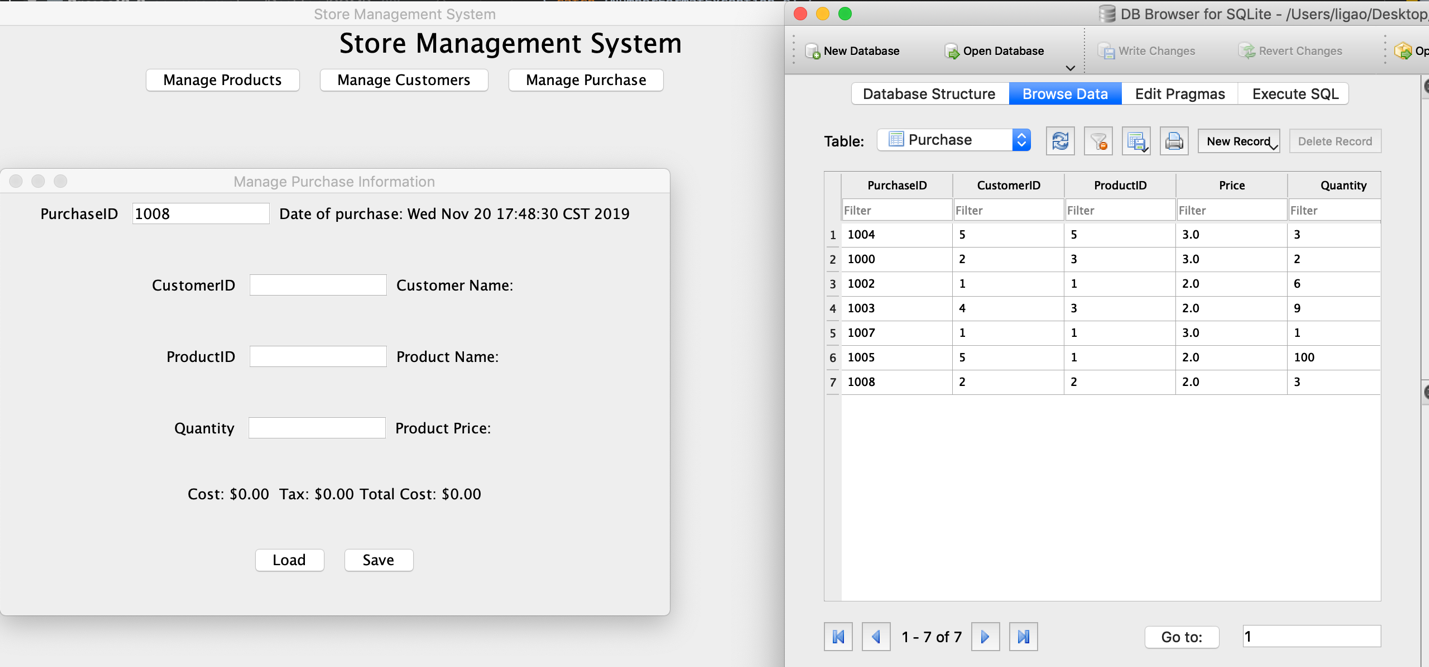 Store Management System
Store Management System
Manage Products Manage Customers Manage Purchase
Manage Purchase Information
PurchaseID 1008 Date of purchase: Wed Nov 20 17:48:30 CST 2019
CustomerID Customer Name:
ProductID Product Name:
Quantity Product Price:
Cost: $0.00 Tax: $0.00 Total Cost: $0.00
Load Save
DB Browser for SQLite - /Users/ligao/Desktop
New Database Open Database Write Changes Revert Changes Op
Database Structure Browse Data Edit Pragmas Execute SQL
Table: Purchase New Record Delete Record
PurchaseID CustomerID ProductID Price Quantity
Filter Filter Filter Filter Filter
1 1004 5 5 3.0 3
2 1000 2 3 3.0 2
3 1002 1 1 2.0 6
4 1003 4 3 2.0 9
5 1007 1 1 3.0 1
6 1005 5 1 2.0 100
7 1008 2 2 2.0 3
1 - 7 of 7 Go to: 1